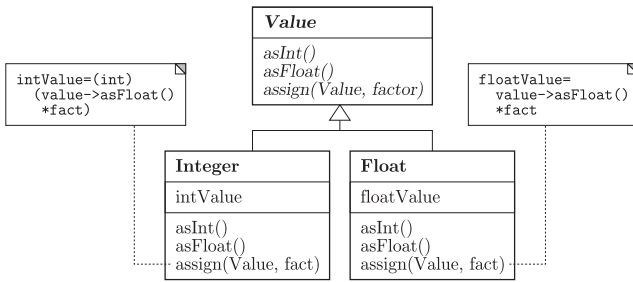 Value
asInt()
asFloat()
assign(Value, factor)
intValue=(int)
(value->asFloat()
*fact)
floatValue=
value->asFloat()
*fact
Integer
intValue
asInt()
asFloat()
assign(Value, fact)
Float
floatValue
asInt()
asFloat()
assign(Value, fact)